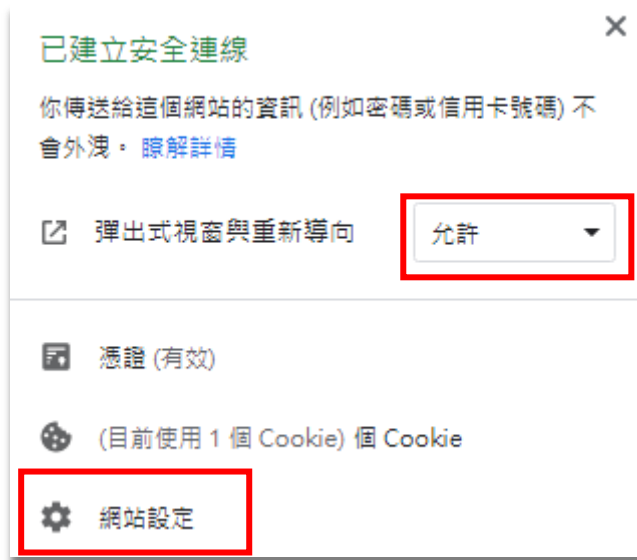 已建立安全連線
你傳送給這個網站的資訊 (例如密碼或信用卡號碼) 不
會外洩。 瞭解詳情
彈出式視窗與重新導向 允許
憑證 (有效)
(目前使用 1 個 Cookie) 個 Cookie
網站設定